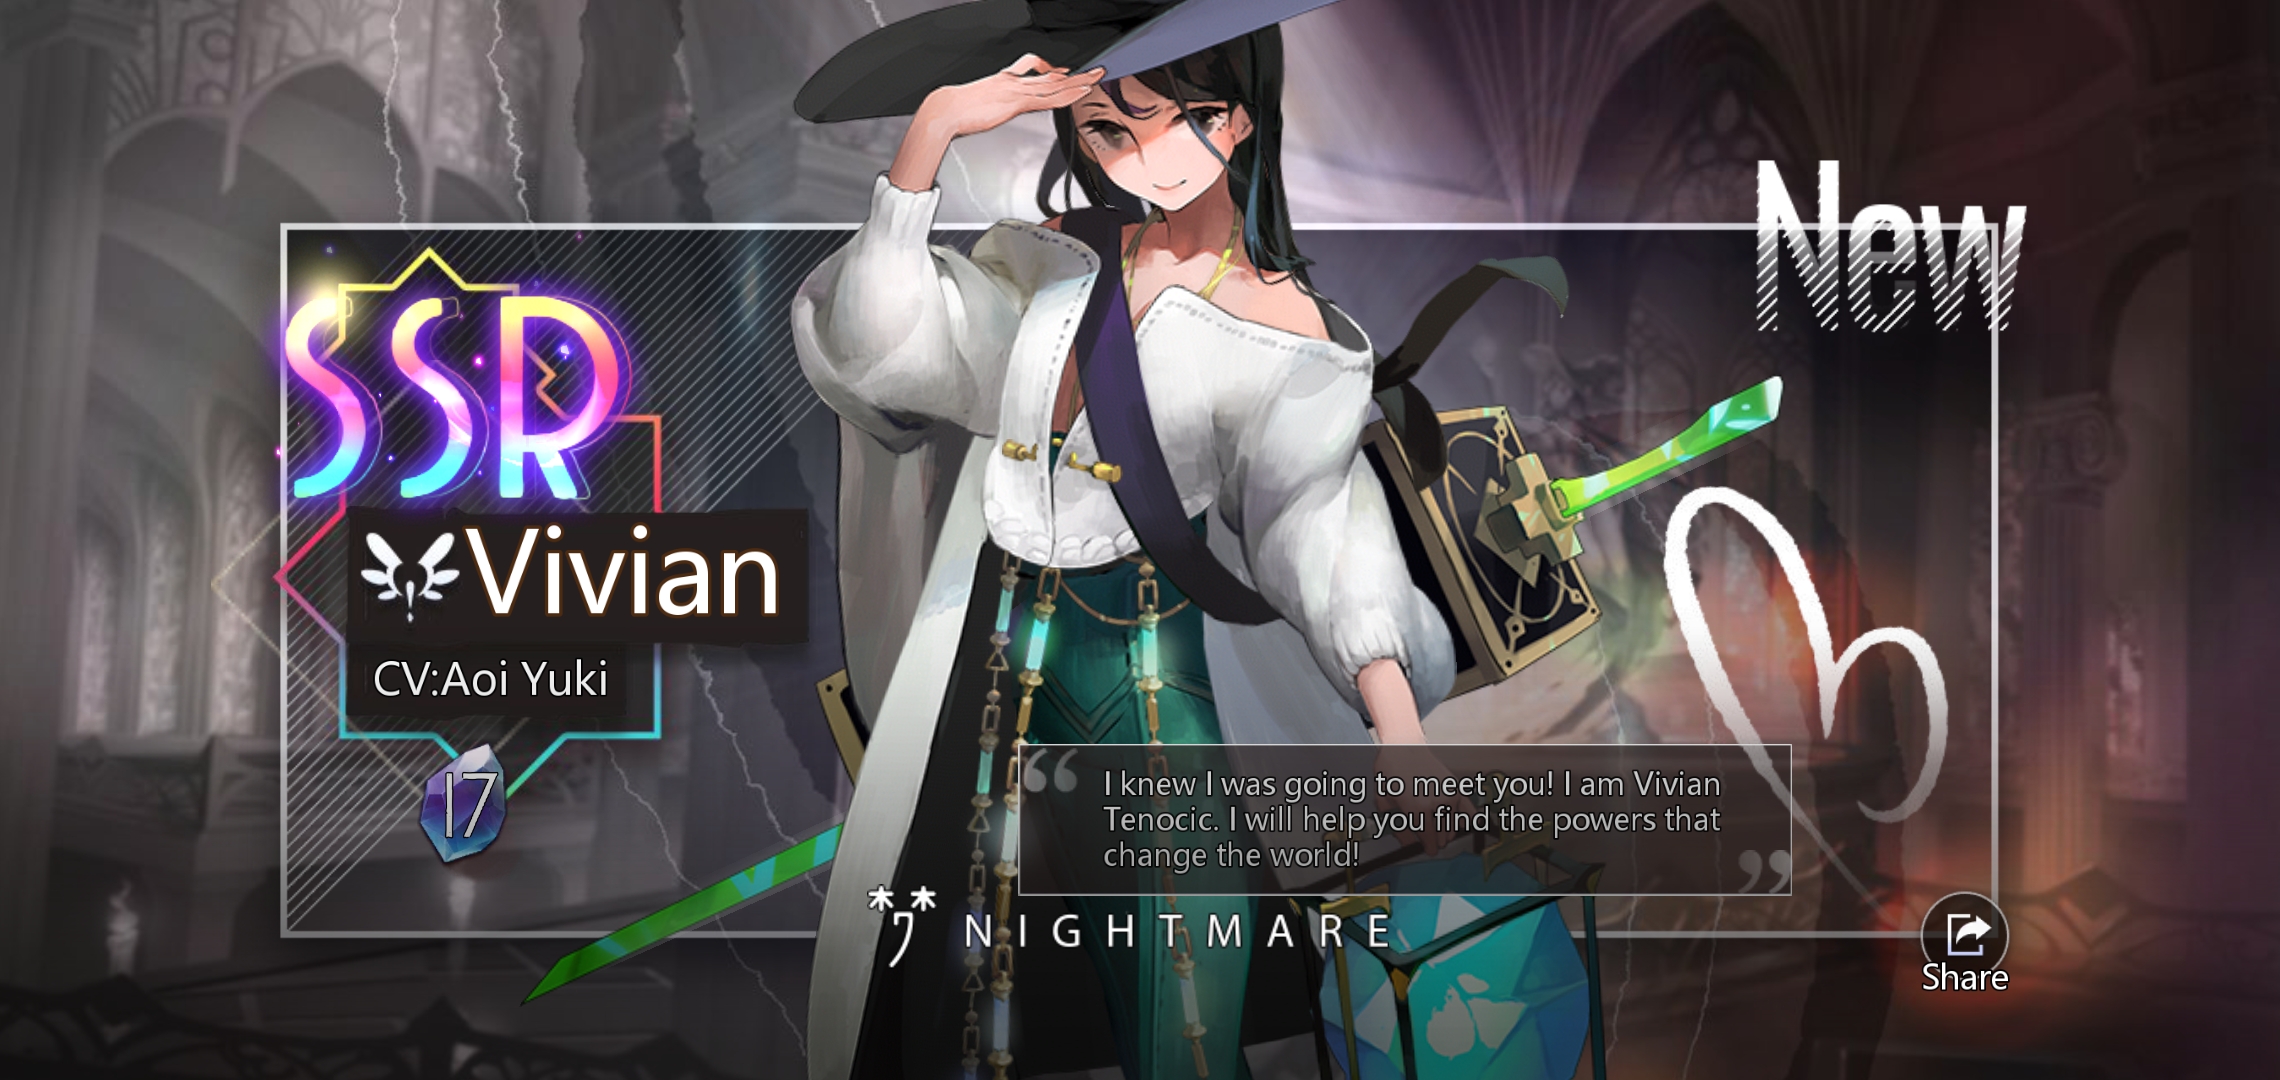 New
SSR
Vivian
CV:Aoi Yuki
17
“I knew I was going to meet you! I am Vivian
Tenocic. I will help you find the powers that
change the world!”
NIGHTMARE
Share